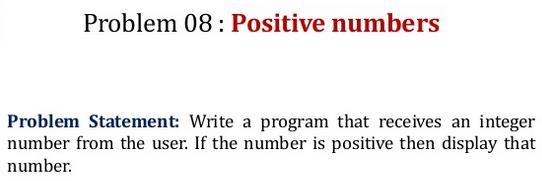 Problem 08 : Positive numbers
Problem Statement: Write a program that receives an integer
number from the user. If the number is positive then display that
number.